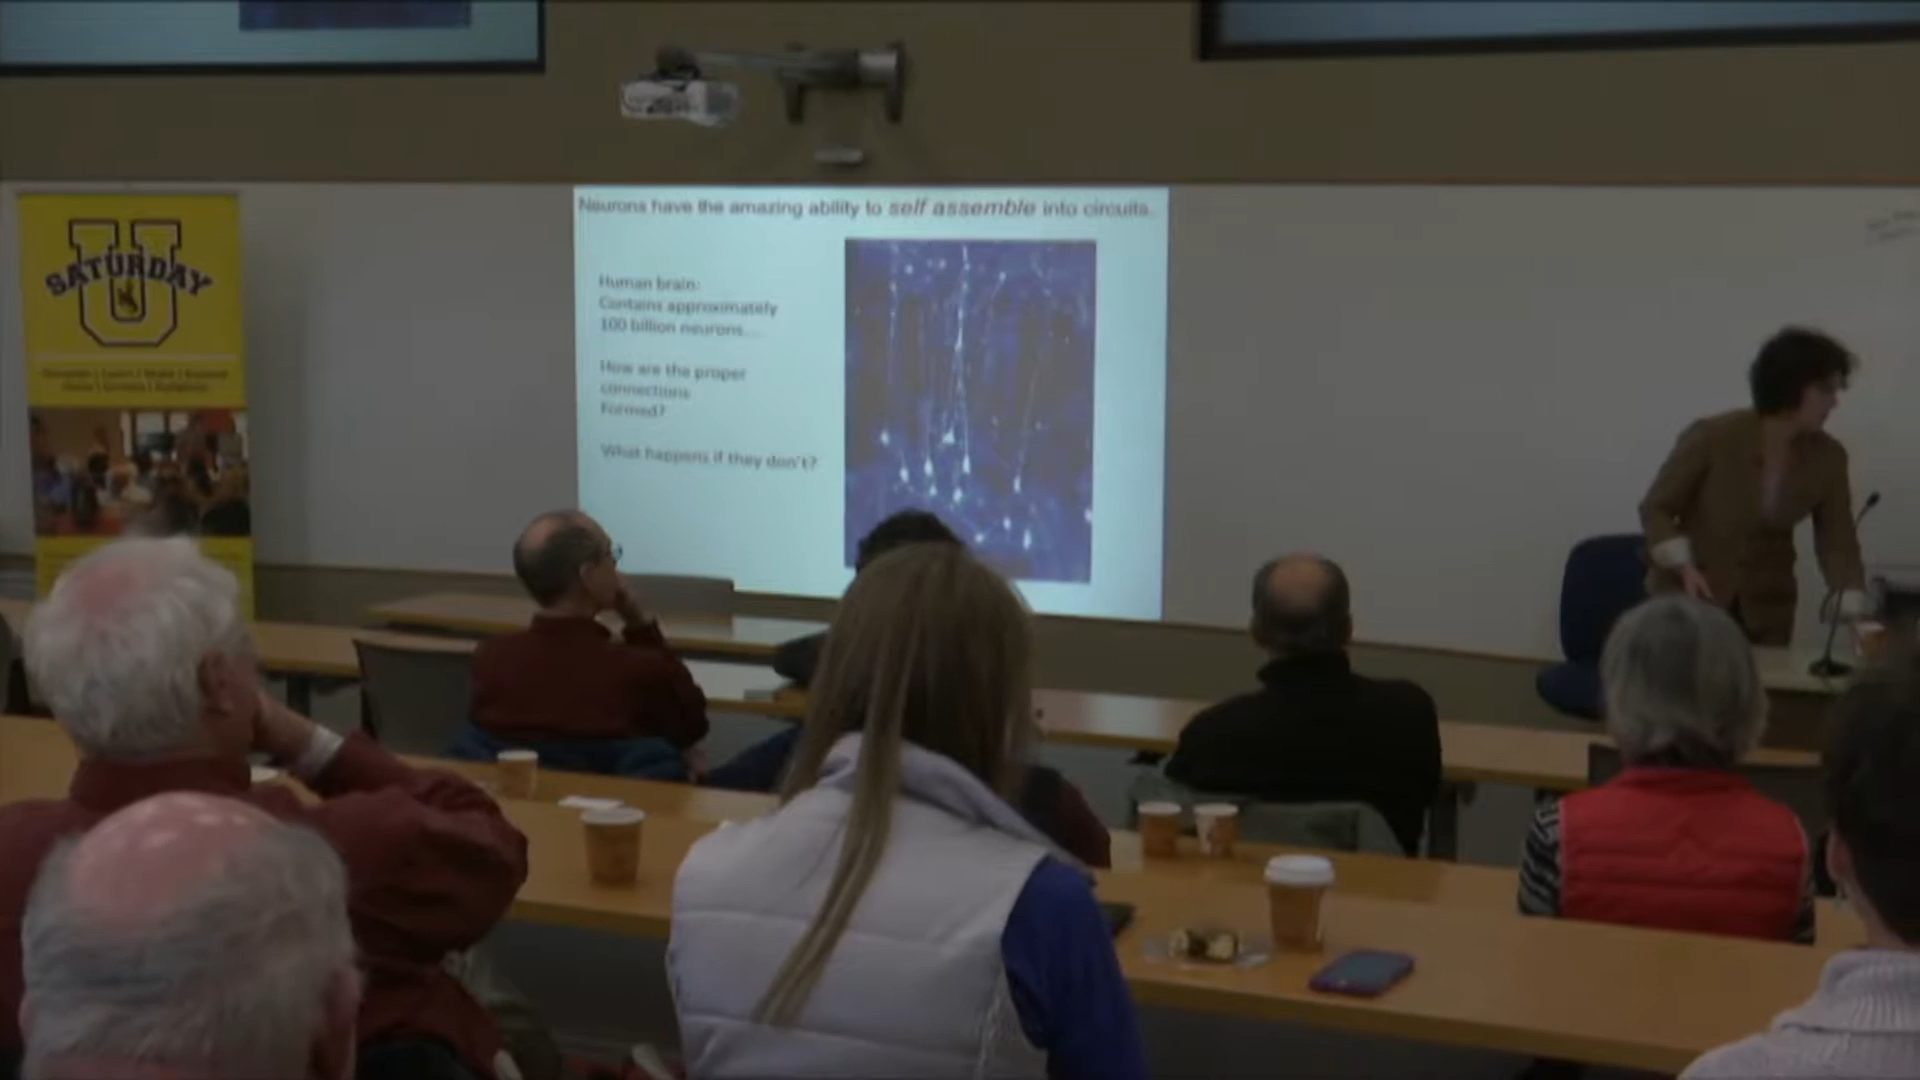 Neurons have the amazing ability to self assemble into circuits.
Human brain:
Contains approximately
100 billion neurons...
How are the proper
connections
Formed?
What happens if they don't?
U
SATURDAY